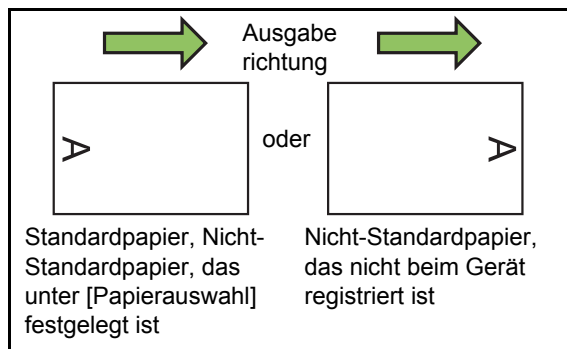 Ausgabe
richtung
A
oder
A
Standardpapier, Nicht-
Standardpapier, das
unter [Papierauswahl]
festgelegt ist
Nicht-Standardpapier,
das nicht beim Gerät
registriert ist